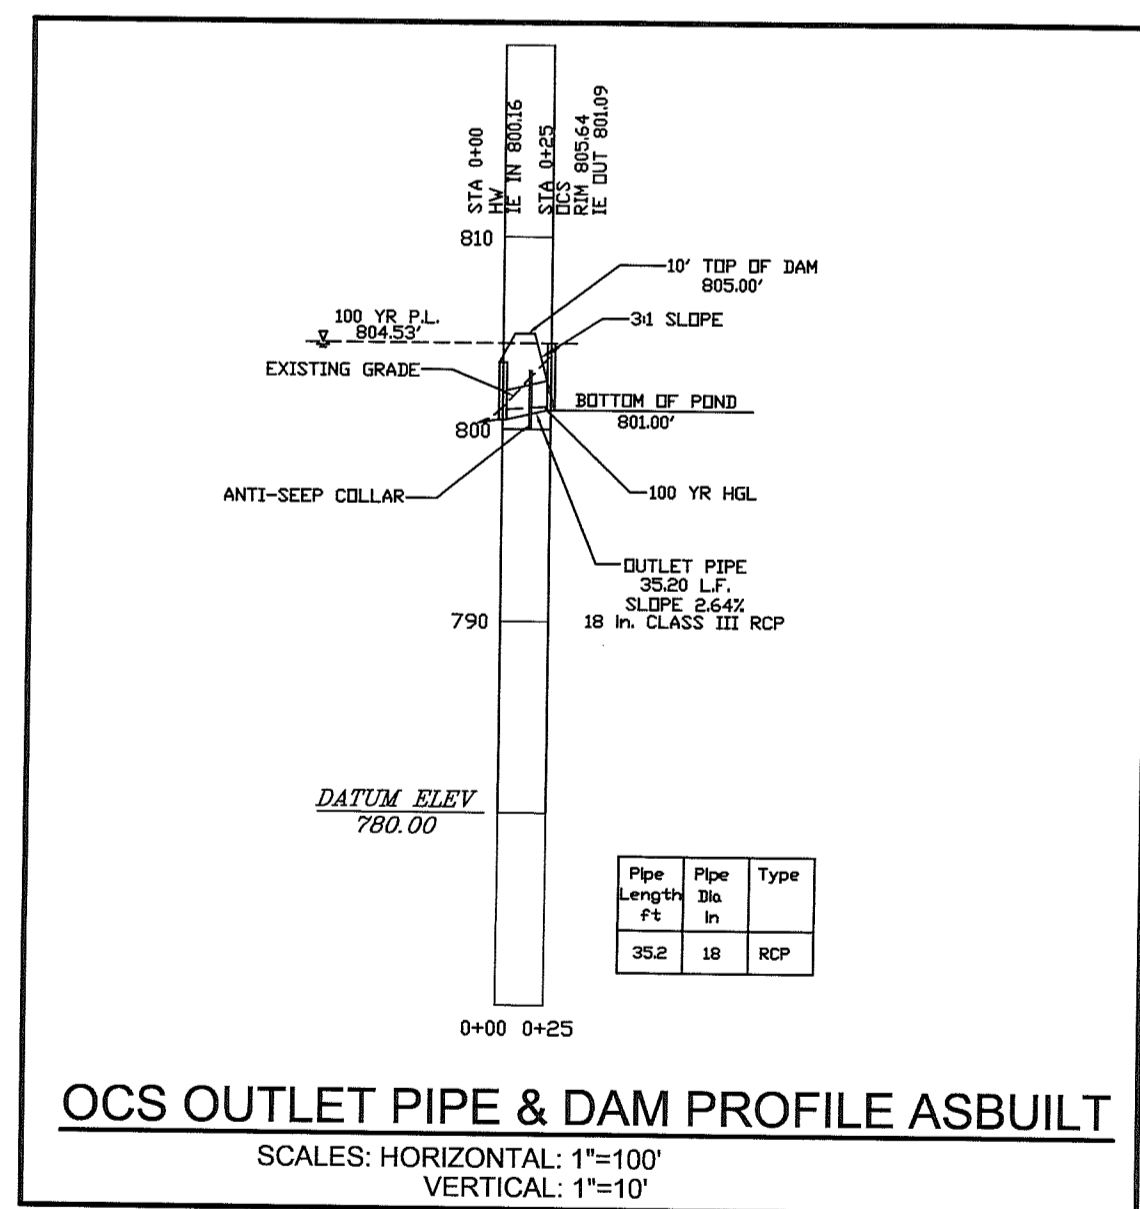 STA 0+00
HW
IE IN 800.16
STA 0+25
OCS
RIM 805.64
IE OUT 801.09
810
10' TOP OF DAM
805.00'
3:1 SLOPE
100 YR P.L.
804.53'
EXISTING GRADE
BOTTOM OF POND
801.00'
800
ANTI-SEEP COLLAR
100 YR HGL
OUTLET PIPE
35.20 L.F.
SLOPE 2.64%
18 In. CLASS III RCP
790
DATUM ELEV
780.00
Pipe Length ft
Pipe Dia In
Type
35.2
18
RCP
0+00 0+25
OCS OUTLET PIPE & DAM PROFILE ASBUILT
SCALES: HORIZONTAL: 1"=100'
VERTICAL: 1"=10'